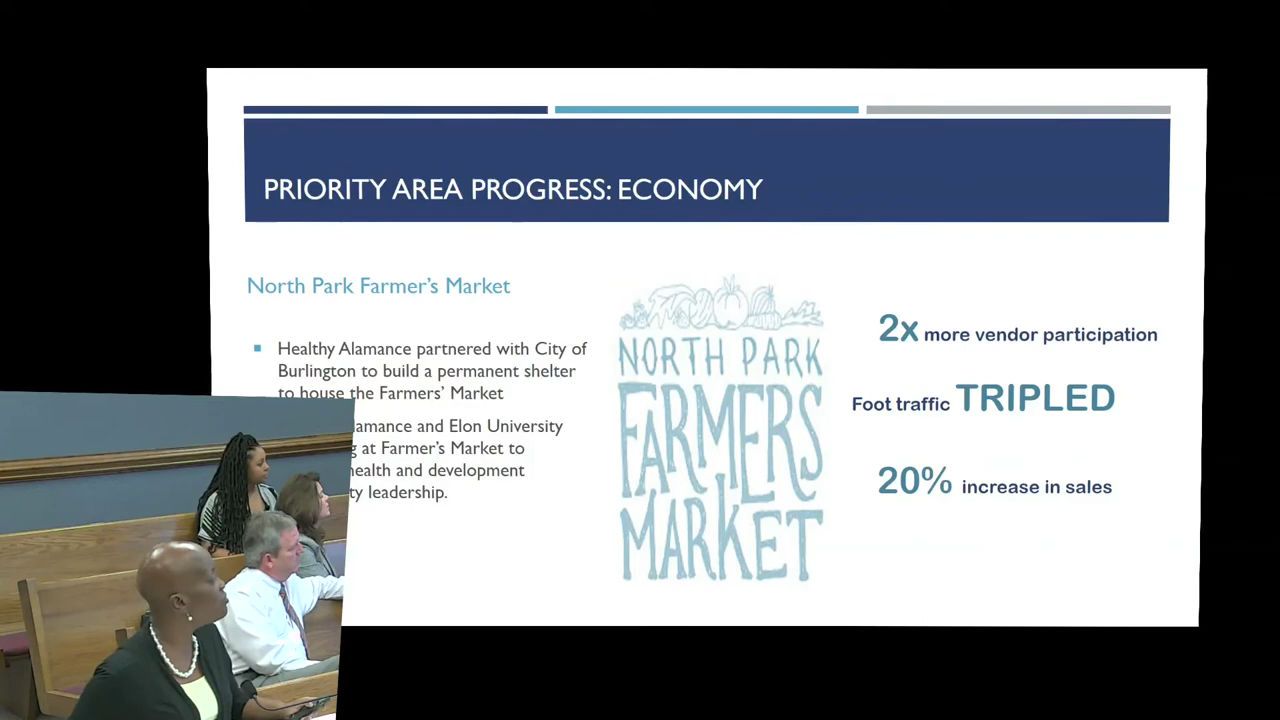 PRIORITY AREA PROGRESS: ECONOMY
North Park Farmer's Market
Healthy Alamance partnered with City of
Burlington to build a permanent shelter
to house the Farmers' Market
and Elon University
at Farmer's Market to
and development
leadership.
NORTH PARK
FARMERS
MARKET
2x more vendor participation
Foot traffic TRIPLED
20% increase in sales